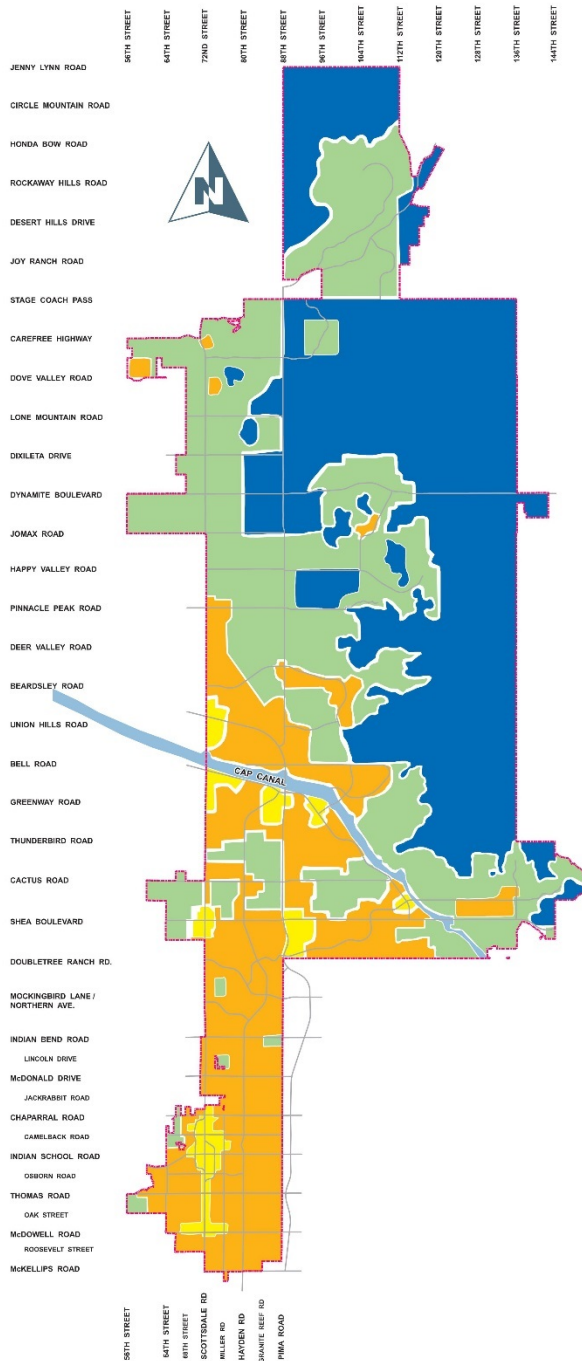 56TH STREET
64TH STREET
72ND STREET
80TH STREET
88TH STREET
96TH STREET
104TH STREET
112TH STREET
120TH STREET
128TH STREET
136TH STREET
144TH STREET
JENNY LYNN ROAD
CIRCLE MOUNTAIN ROAD
HONDA BOW ROAD
N
ROCKAWAY HILLS ROAD
DESERT HILLS DRIVE
JOY RANCH ROAD
STAGE COACH PASS
CAREFREE HIGHWAY
DOVE VALLEY ROAD
LONE MOUNTAIN ROAD
DIXILETA DRIVE
DYNAMITE BOULEVARD
JOMAX ROAD
HAPPY VALLEY ROAD
PINNACLE PEAK ROAD
DEER VALLEY ROAD
BEARDSLEY ROAD
UNION HILLS ROAD
BELL ROAD
CAP CANAL
GREENWAY ROAD
THUNDERBIRD ROAD
CACTUS ROAD
SHEA BOULEVARD
DOUBLETREE RANCH RD.
MOCKINGBIRD LANE /
NORTHERN AVE.
INDIAN BEND ROAD
LINCOLN DRIVE
McDONALD DRIVE
JACKRABBIT ROAD
CHAPARRAL ROAD
CAMELBACK ROAD
INDIAN SCHOOL ROAD
OSBORN ROAD
THOMAS ROAD
OAK STREET
McDOWELL ROAD
ROOSEVELT STREET
McKELLIPS ROAD
56TH STREET
64TH STREET
68TH STREET
SCOTTSDALE RD
MILLER RD
HAYDEN RD
GRANITE REEF RD
PIMA ROAD